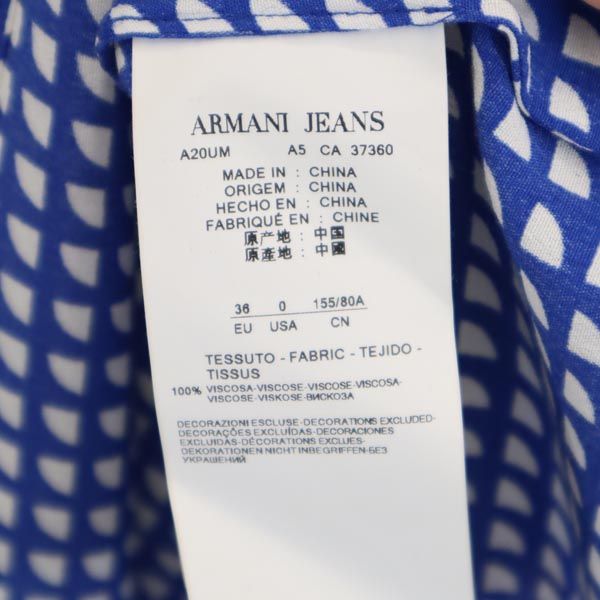 ARMANI JEANS
A20UM A5 CA 37360
MADE IN : CHINA
ORIGEM : CHINA
HECHO EN : CHINA
FABRIQUÉ EN : CHINE
原产地 : 中国
原產地 : 中國
36 0 155/80A
EU USA CN
TESSUTO - FABRIC - TEJIDO -
TISSUS
100% VISCOSA-VISCOSE-VISCOSE-VISCOSA-
VISCOSE-VISKOSE-ВИСКОЗА
DECORAZIONI ESCLUSE-DECORATIONS EXCLUDED-
DECORAÇÕES EXCLUÍDAS-DECORACIONES
EXCLUIDAS-DÉCORATIONS EXCLUES-
DEKORATIONEN NICHT INBEGRIFFEN-БЕЗ
УКРАШЕНИЙ